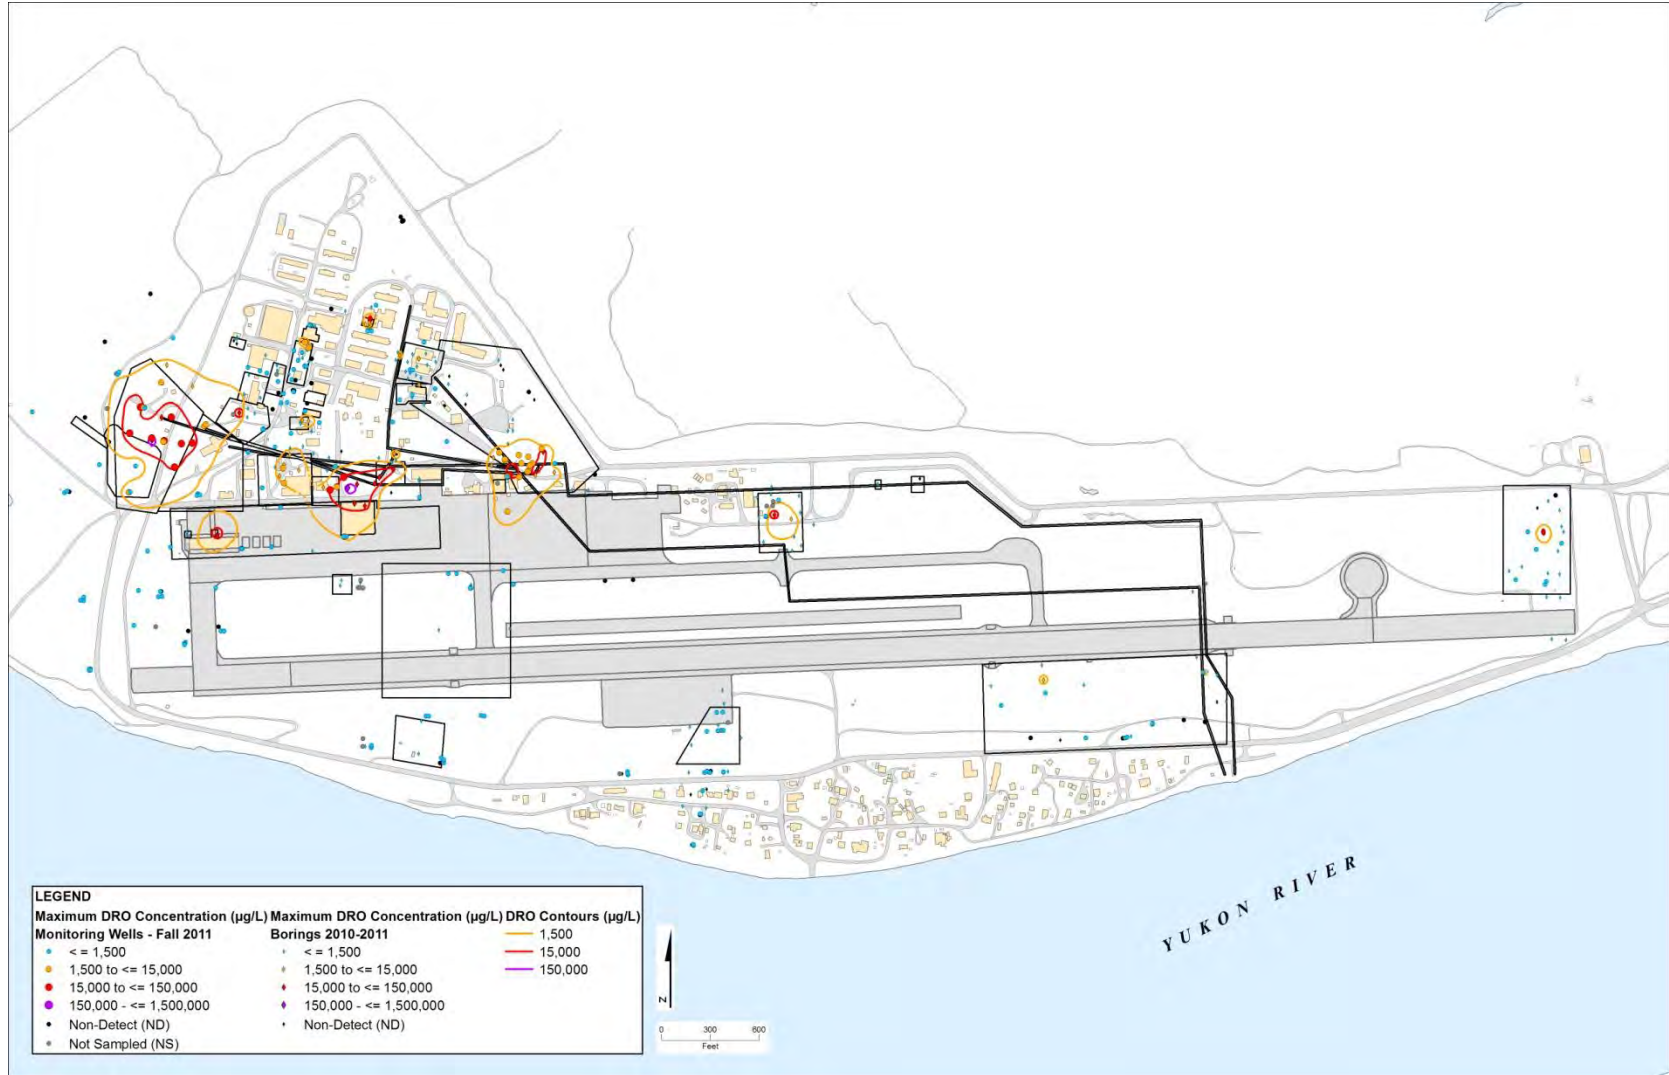 YUKON RIVER
LEGEND
Maximum DRO Concentration (µg/L) Maximum DRO Concentration (µg/L) DRO Contours (µg/L)
Monitoring Wells - Fall 2011 Borings 2010-2011 1,500
< = 1,500 < = 1,500 15,000
1,500 to <= 15,000 1,500 to <= 15,000 150,000
15,000 to <= 150,000 15,000 to <= 150,000
150,000 - <= 1,500,000 150,000 - <= 1,500,000
Non-Detect (ND) Non-Detect (ND)
Not Sampled (NS)
N
0 300 600
Feet